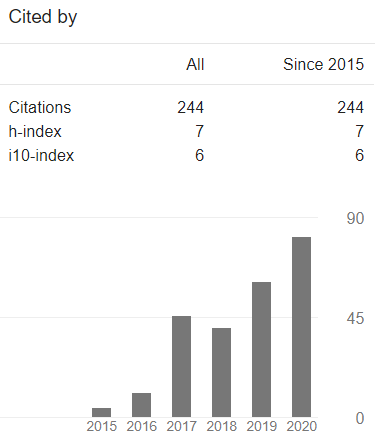 Cited by
All Since 2015
Citations 244 244
h-index 7 7
i10-index 6 6
90
45
0
2015 2016 2017 2018 2019 2020